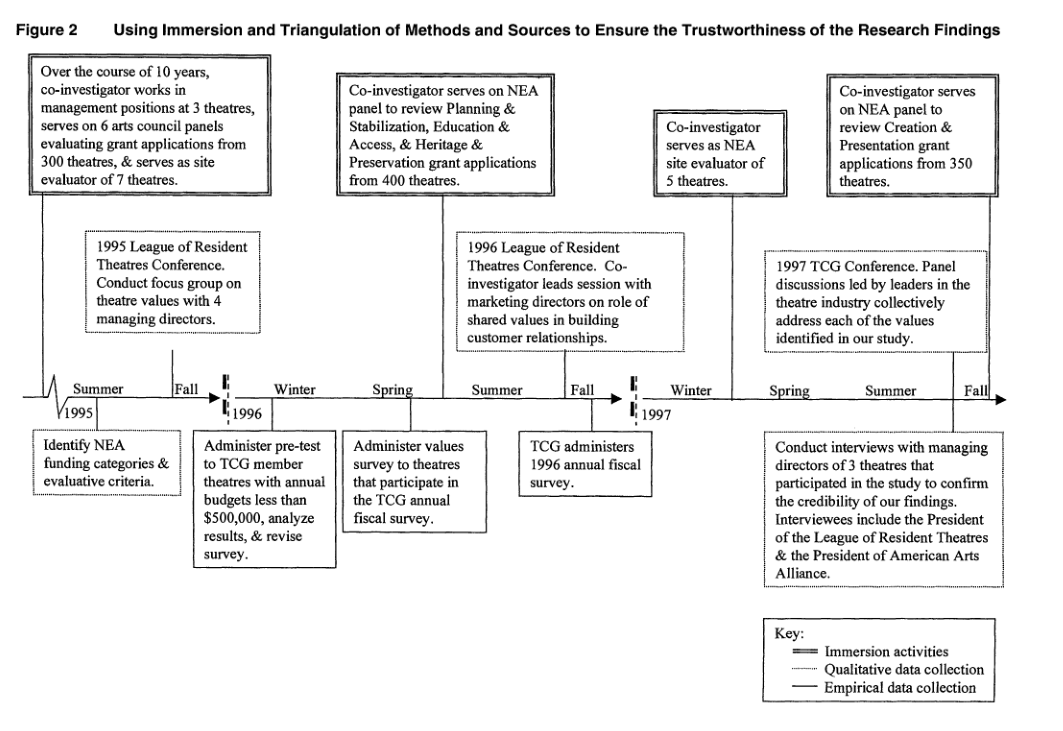 Figure 2 Using Immersion and Triangulation of Methods and Sources to Ensure the Trustworthiness of the Research Findings
Over the course of 10 years,
co-investigator works in
management positions at 3 theatres,
serves on 6 arts council panels
evaluating grant applications from
300 theatres, & serves as site
evaluator of 7 theatres.
Co-investigator serves on NEA
panel to review Planning &
Stabilization, Education &
Access, & Heritage &
Preservation grant applications
from 400 theatres.
Co-investigator
serves as NEA
site evaluator of
5 theatres.
Co-investigator serves
on NEA panel to
review Creation &
Presentation grant
applications from 350
theatres.
1995 League of Resident
Theatres Conference.
Conduct focus group on
theatre values with 4
managing directors.
1996 League of Resident
Theatres Conference. Co-
investigator leads session with
marketing directors on role of
shared values in building
customer relationships.
1997 TCG Conference. Panel
discussions led by leaders in the
theatre industry collectively
address each of the values
identified in our study.
Summer Fall Winter Spring Summer Fall Winter Spring Summer Fall
1995 1996 1997
Identify NEA
funding categories &
evaluative criteria.
Administer pre-test
to TCG member
theatres with annual
budgets less than
$500,000, analyze
results, & revise
survey.
Administer values
survey to theatres
that participate in
the TCG annual
fiscal survey.
TCG administers
1996 annual fiscal
survey.
Conduct interviews with managing
directors of 3 theatres that
participated in the study to confirm
the credibility of our findings.
Interviewees include the President
of the League of Resident Theatres
& the President of American Arts
Alliance.
Key:
Immersion activities
Qualitative data collection
Empirical data collection